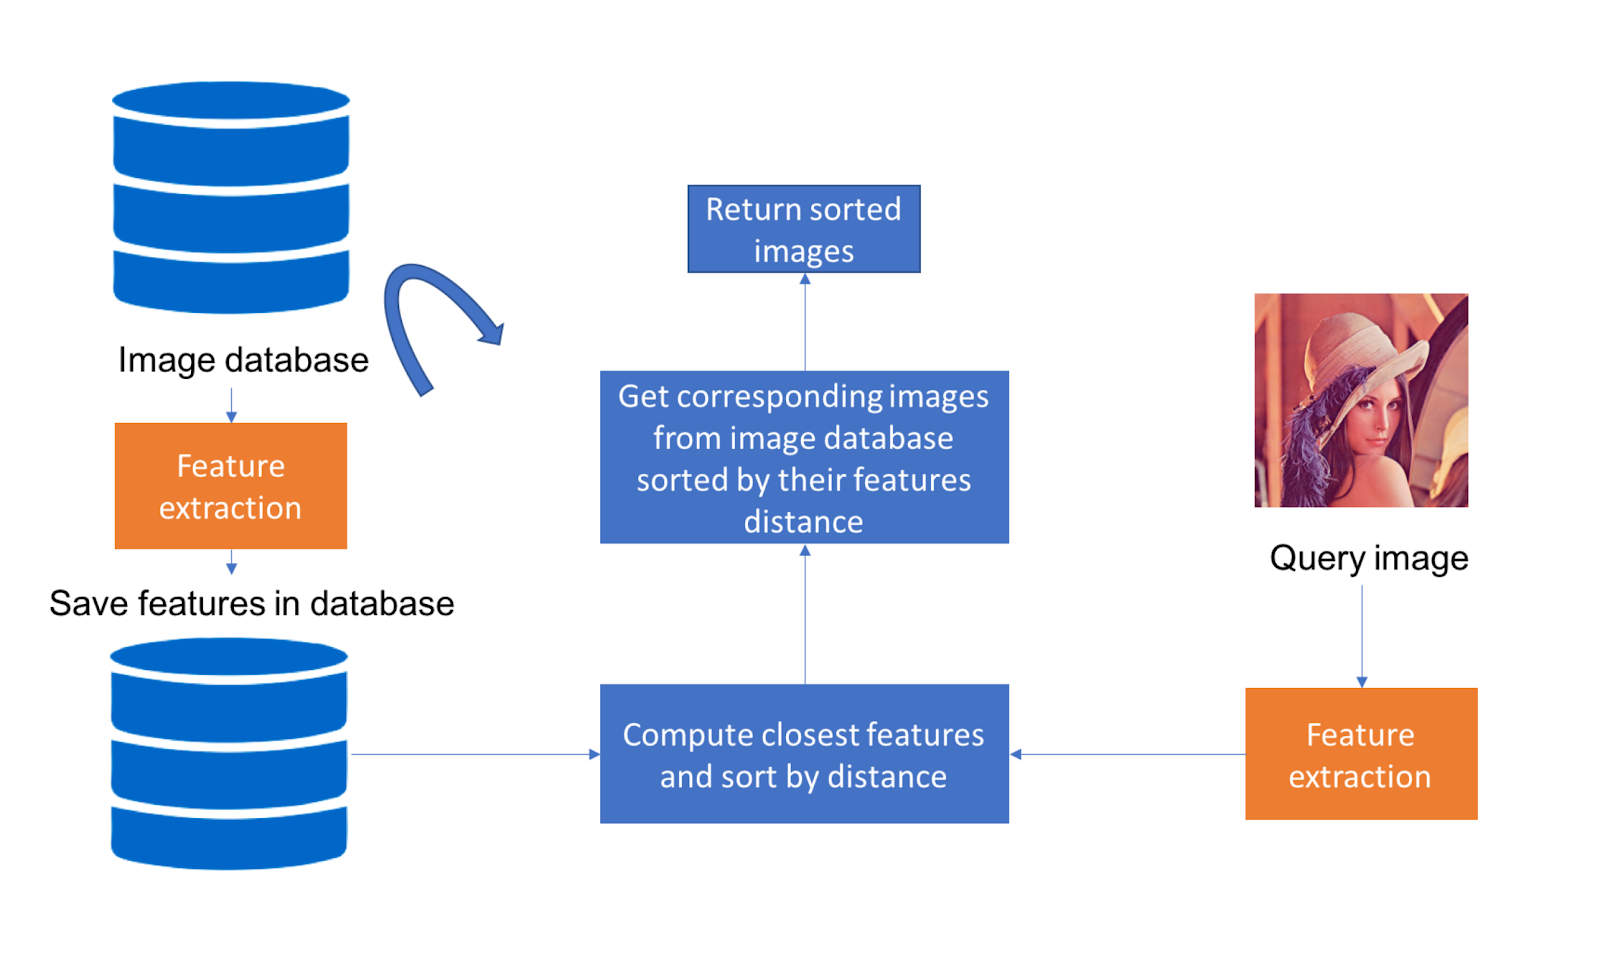 Image database
Feature
extraction
Save features in database
Return sorted
images
Get corresponding images
from image database
sorted by their features
distance
Compute closest features
and sort by distance
Query image
Feature
extraction